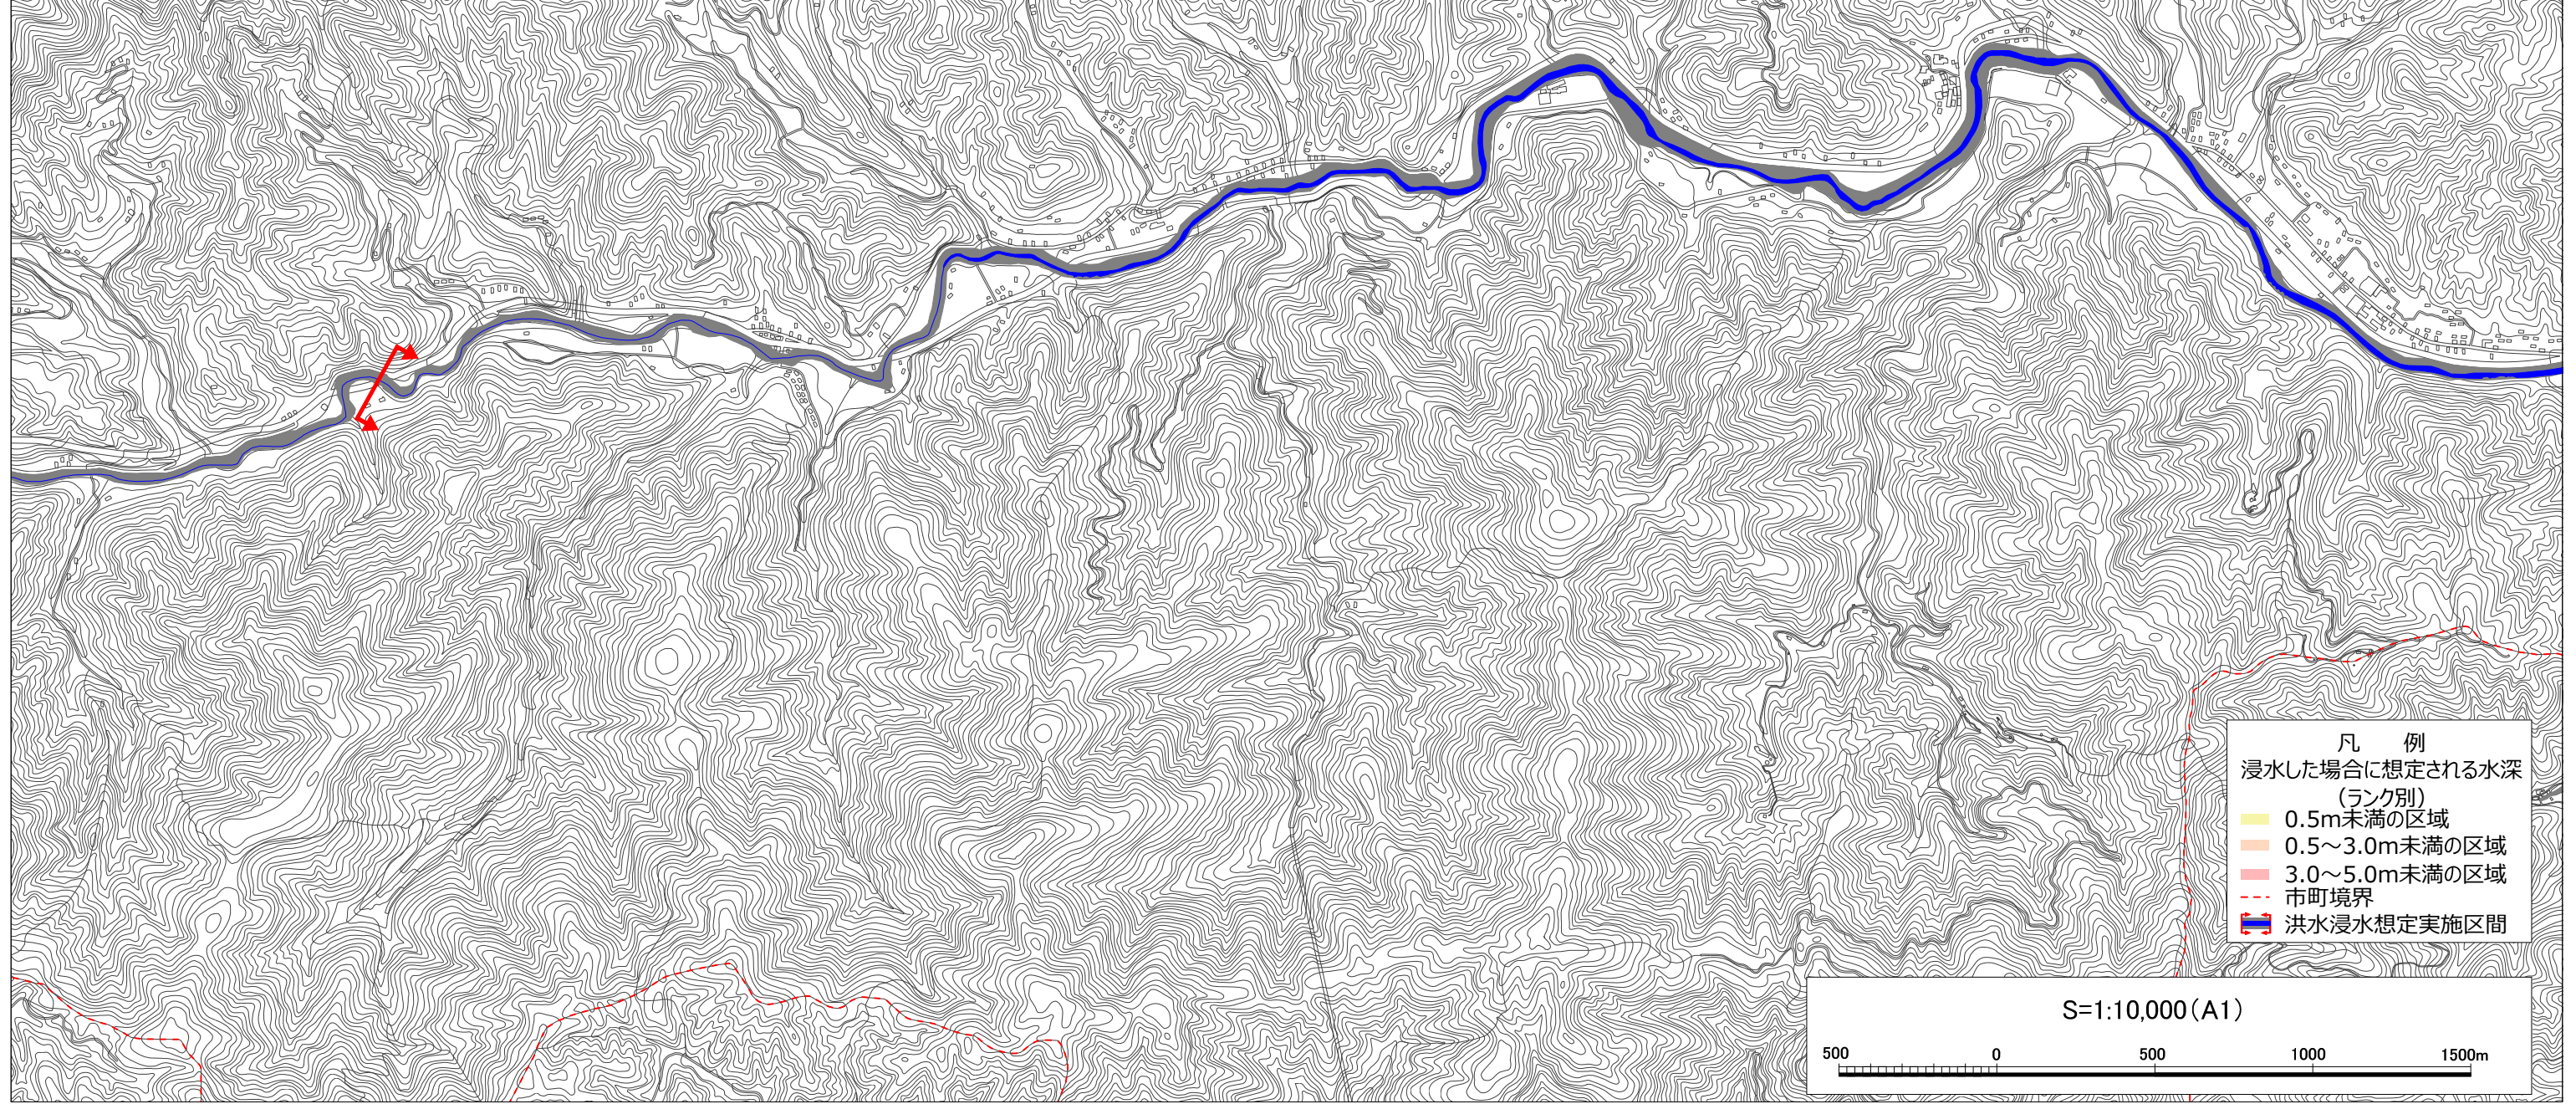 凡　例
浸水した場合に想定される水深
(ランク別)
0.5m未満の区域
0.5～3.0m未満の区域
3.0～5.0m未満の区域
市町境界
洪水浸水想定実施区間
S=1:10,000(A1)
500 0 500 1000 1500m